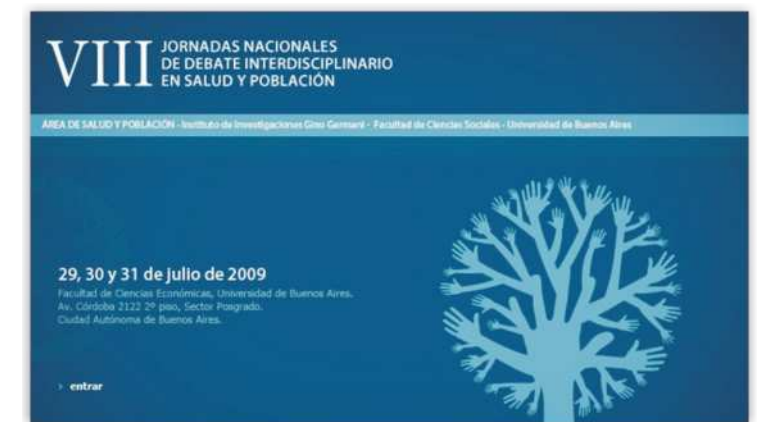 VIII JORNADAS NACIONALES
DE DEBATE INTERDISCIPLINARIO
EN SALUD Y POBLACIÓN
ÁREA DE SALUD Y POBLACIÓN - Instituto de Investigaciones Gino Germani - Facultad de Ciencias Sociales - Universidad de Buenos Aires
29, 30 y 31 de julio de 2009
Facultad de Ciencias Económicas, Universidad de Buenos Aires.
Av. Córdoba 2122 2º piso, Sector Posgrado.
Ciudad Autónoma de Buenos Aires.
> entrar